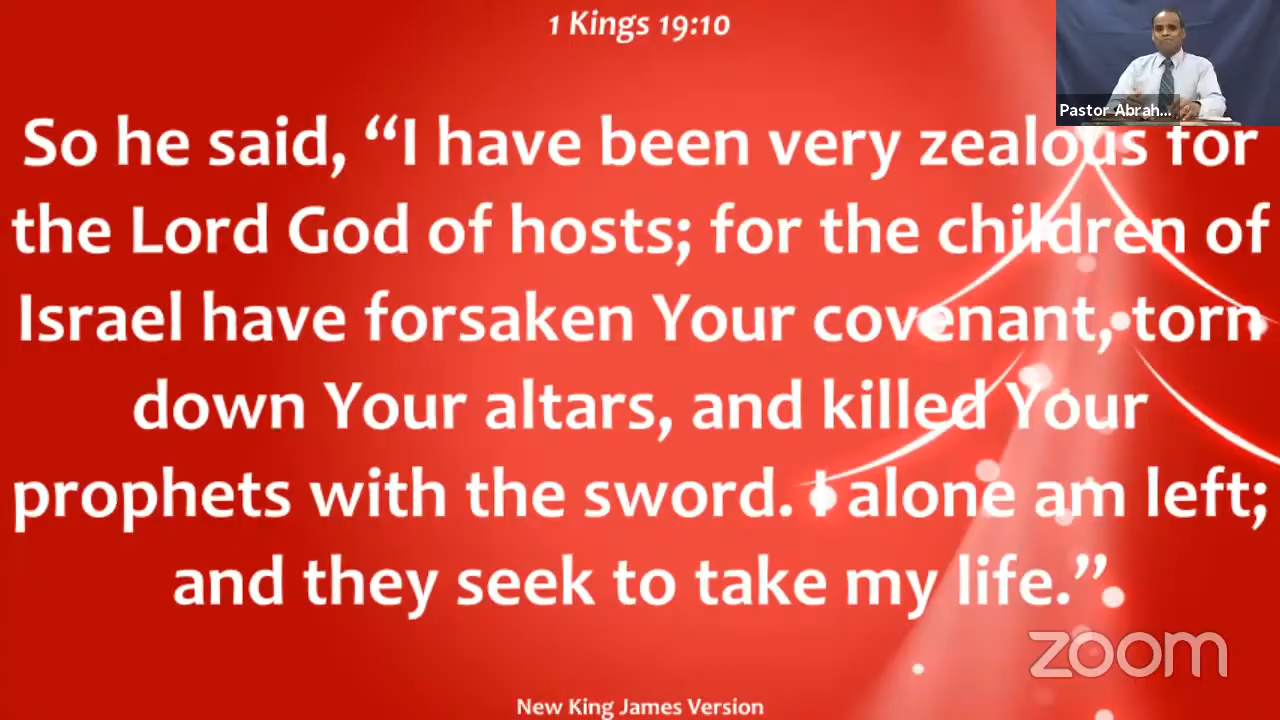 1 Kings 19:10
Pastor Abrah...
So he said, “I have been very zealous for
the Lord God of hosts; for the children of
Israel have forsaken Your covenant, torn
down Your altars, and killed Your
prophets with the sword. I alone am left;
and they seek to take my life.”
zoom
New King James Version